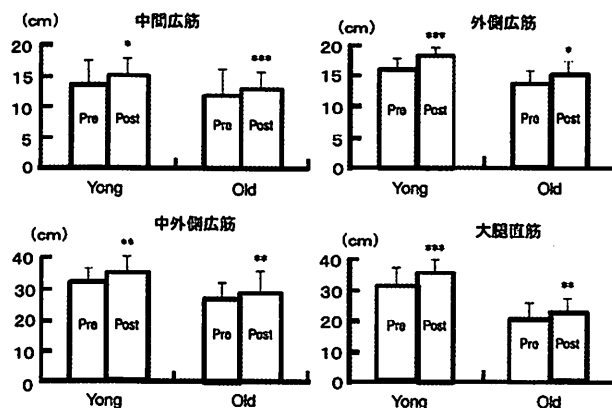 (cm) 中間広筋
20
15
10
5
0
Pre Post * Pre Post ***
Yong Old
(cm) 外側広筋
20
15
10
5
0
Pre Post *** Pre Post *
Yong Old
(cm) 中外側広筋
40
30
20
10
0
Pre Post ** Pre Post **
Yong Old
(cm) 大腿直筋
40
30
20
10
0
Pre Post *** Pre Post **
Yong Old